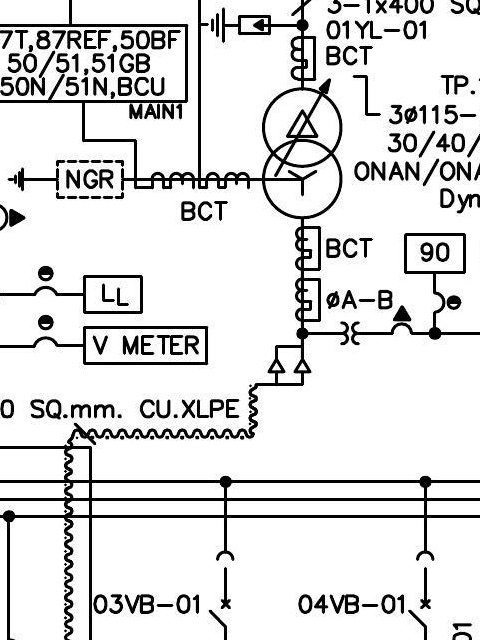 3-1x400 SQ
01YL-01
7T,87REF,50BF
50/51,51GB
50N/51N,BCU
MAIN1
BCT
TP.
3ø115-
30/40/
ONAN/ONA
Dyn
NGR
BCT
BCT
90
LL
øA-B
V METER
0 SQ.mm. CU.XLPE
03VB-01
04VB-01
01